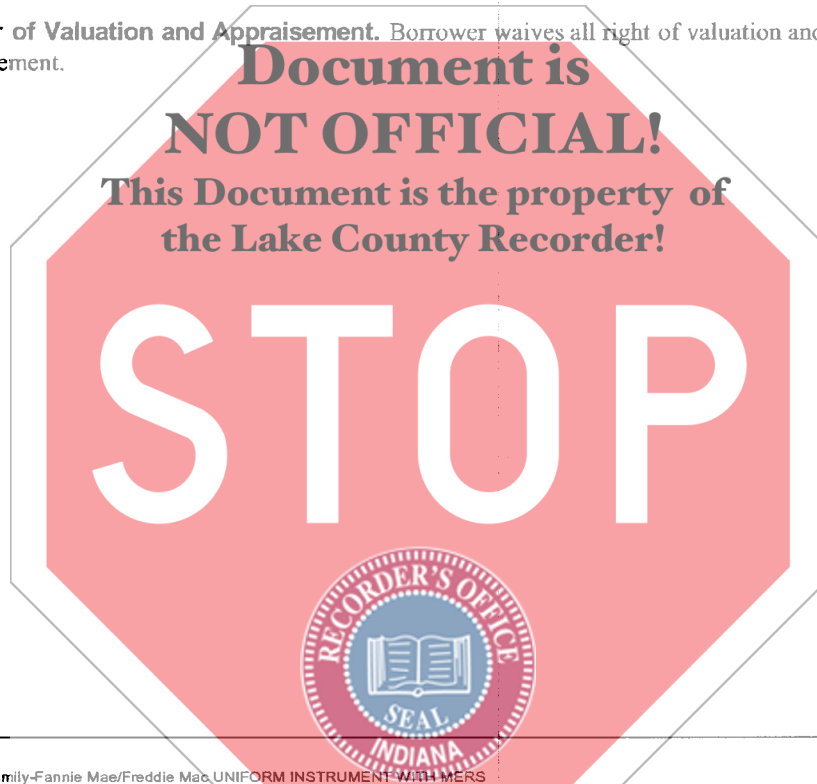 r of Valuation and Appraisement. Borrower waives all right of valuation and
ement.
Document is
NOT OFFICIAL!
This Document is the property of
the Lake County Recorder!
STOP
RECORDER'S OFFICE
SEAL
INDIANA
mily-Fannie Mae/Freddie Mac UNIFORM INSTRUMENT WITH MERS